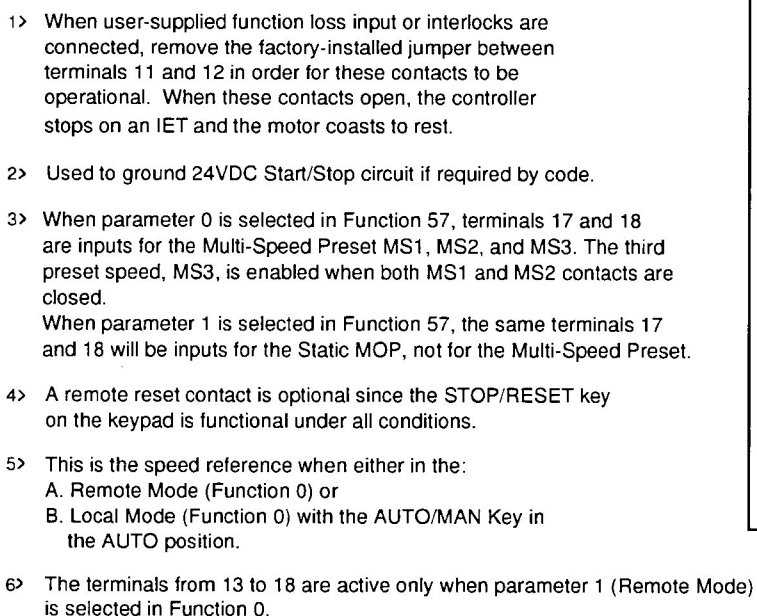 1> When user-supplied function loss input or interlocks are
connected, remove the factory-installed jumper between
terminals 11 and 12 in order for these contacts to be
operational. When these contacts open, the controller
stops on an IET and the motor coasts to rest.
2> Used to ground 24VDC Start/Stop circuit if required by code.
3> When parameter 0 is selected in Function 57, terminals 17 and 18
are inputs for the Multi-Speed Preset MS1, MS2, and MS3. The third
preset speed, MS3, is enabled when both MS1 and MS2 contacts are
closed.
When parameter 1 is selected in Function 57, the same terminals 17
and 18 will be inputs for the Static MOP, not for the Multi-Speed Preset.
4> A remote reset contact is optional since the STOP/RESET key
on the keypad is functional under all conditions.
5> This is the speed reference when either in the:
A. Remote Mode (Function 0) or
B. Local Mode (Function 0) with the AUTO/MAN Key in
the AUTO position.
6> The terminals from 13 to 18 are active only when parameter 1 (Remote Mode)
is selected in Function 0.